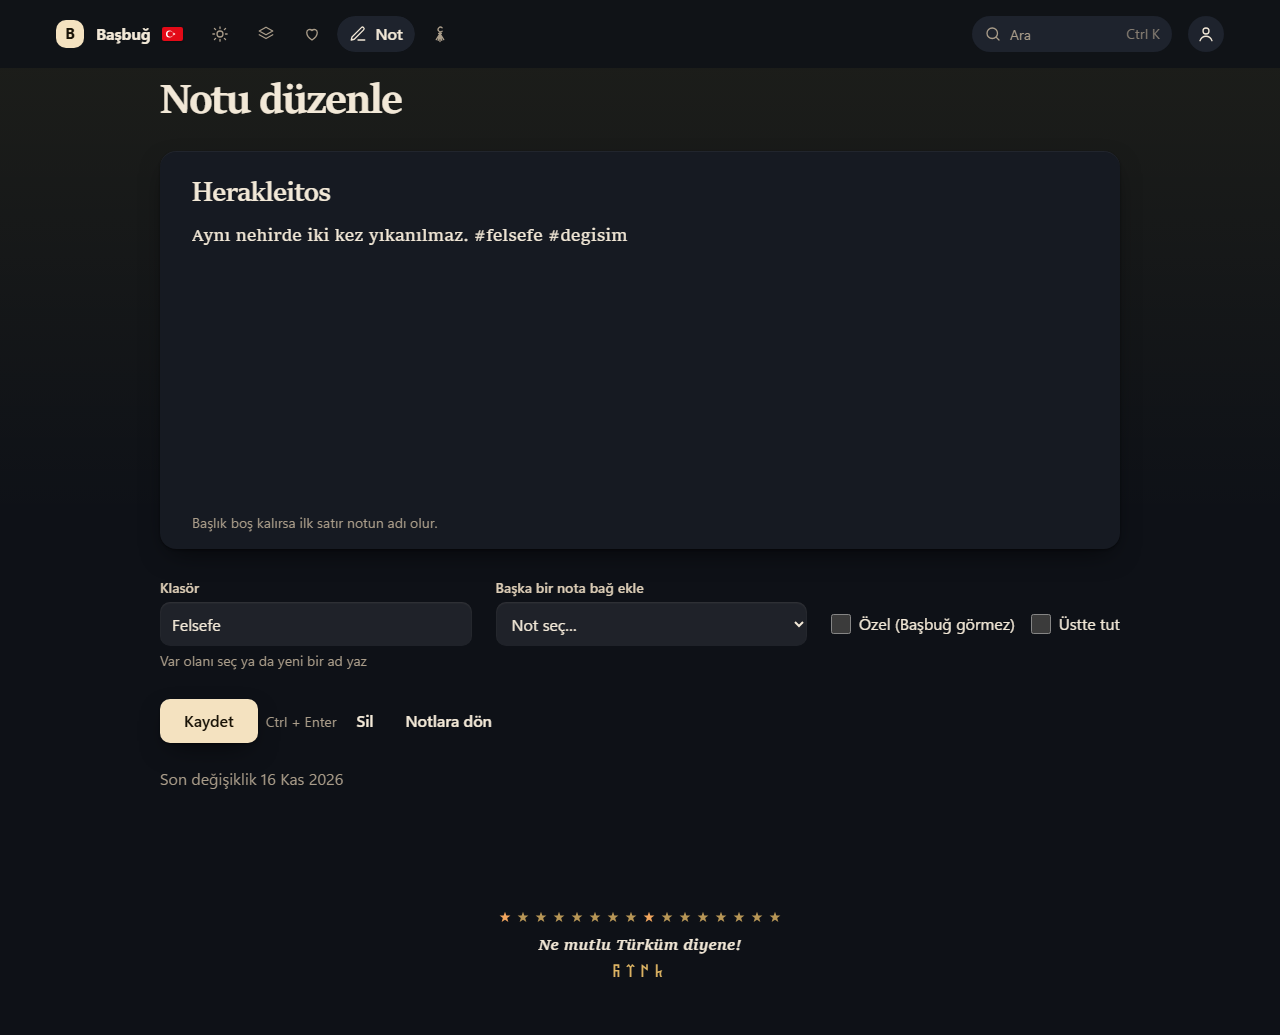 B Başbuğ Not Ara Ctrl K
Notu düzenle
Herakleitos
Aynı nehirde iki kez yıkanılmaz. #felsefe #degisim
Başlık boş kalırsa ilk satır notun adı olur.
Klasör Başka bir nota bağ ekle
Felsefe Not seç... Özel (Başbuğ görmez) Üstte tut
Var olanı seç ya da yeni bir ad yaz
Kaydet Ctrl + Enter Sil Notlara dön
Son değişiklik 16 Kas 2026
Ne mutlu Türküm diyene!